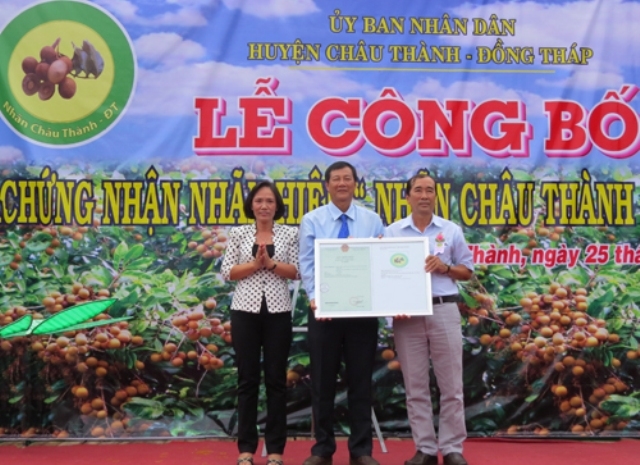 ỦY BAN NHÂN DÂN
HUYỆN CHÂU THÀNH - ĐỒNG THÁP
Nhãn Châu Thành - ĐT
LỄ CÔNG BỐ
CHỨNG NHẬN NHÃN HIỆ " NHÃN CHÂU THÀNH
Thành, ngày 25 th